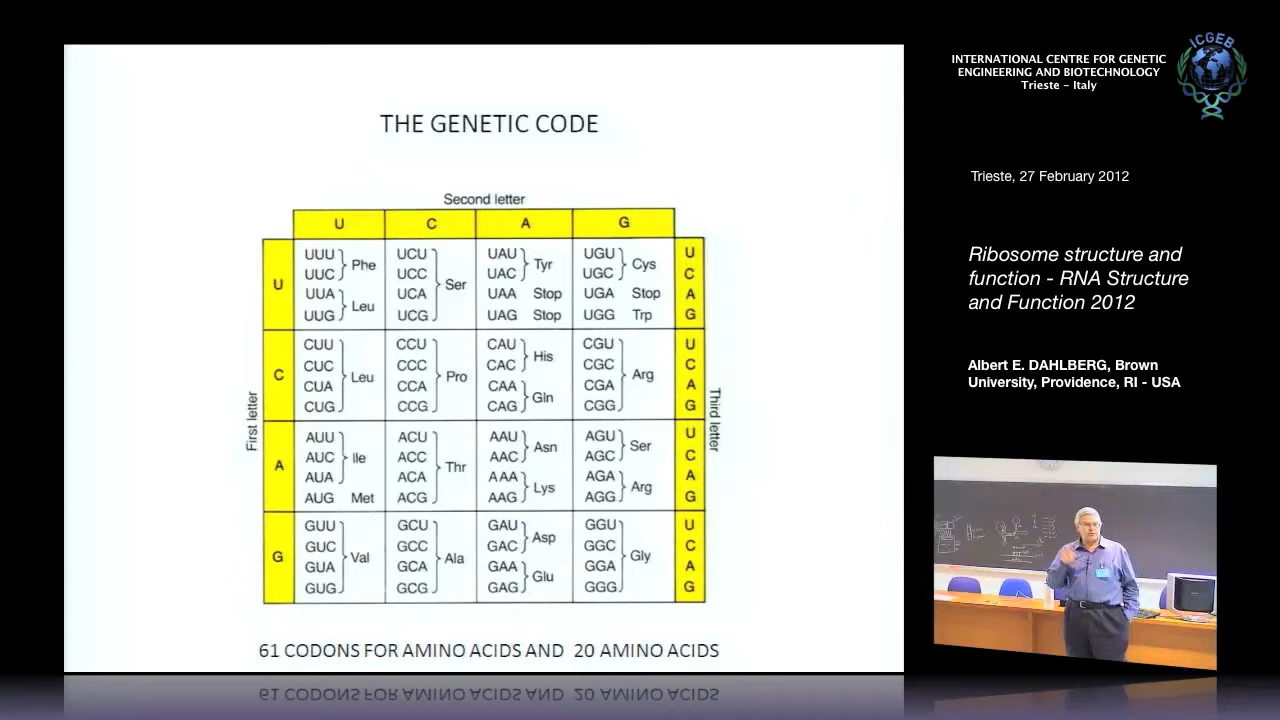 THE GENETIC CODE
Second letter
U C A G
First letter
Third letter
U
UUU UCU UAU UGU U
Phe Tyr Cys
UUC UCC UAC UGC C
Ser
UUA UCA UAA Stop UGA Stop A
Leu
UUG UCG UAG Stop UGG Trp G
C
CUU CCU CAU CGU U
His
CUC CCC CAC CGC C
Leu Pro Arg
CUA CCA CAA CGA A
Gln
CUG CCG CAG CGG G
A
AUU ACU AAU AGU U
Asn Ser
AUC ACC AAC AGC C
Ile Thr
AUA ACA AAA AGA A
Lys Arg
AUG Met ACG AAG AGG G
G
GUU GCU GAU GGU U
Asp
GUC GCC GAC GGC C
Val Ala Gly
GUA GCA GAA GGA A
Glu
GUG GCG GAG GGG G
61 CODONS FOR AMINO ACIDS AND 20 AMINO ACIDS
INTERNATIONAL CENTRE FOR GENETIC
ENGINEERING AND BIOTECHNOLOGY
Trieste - Italy
ICGEB
Trieste, 27 February 2012
Ribosome structure and
function - RNA Structure
and Function 2012
Albert E. DAHLBERG, Brown
University, Providence, RI - USA